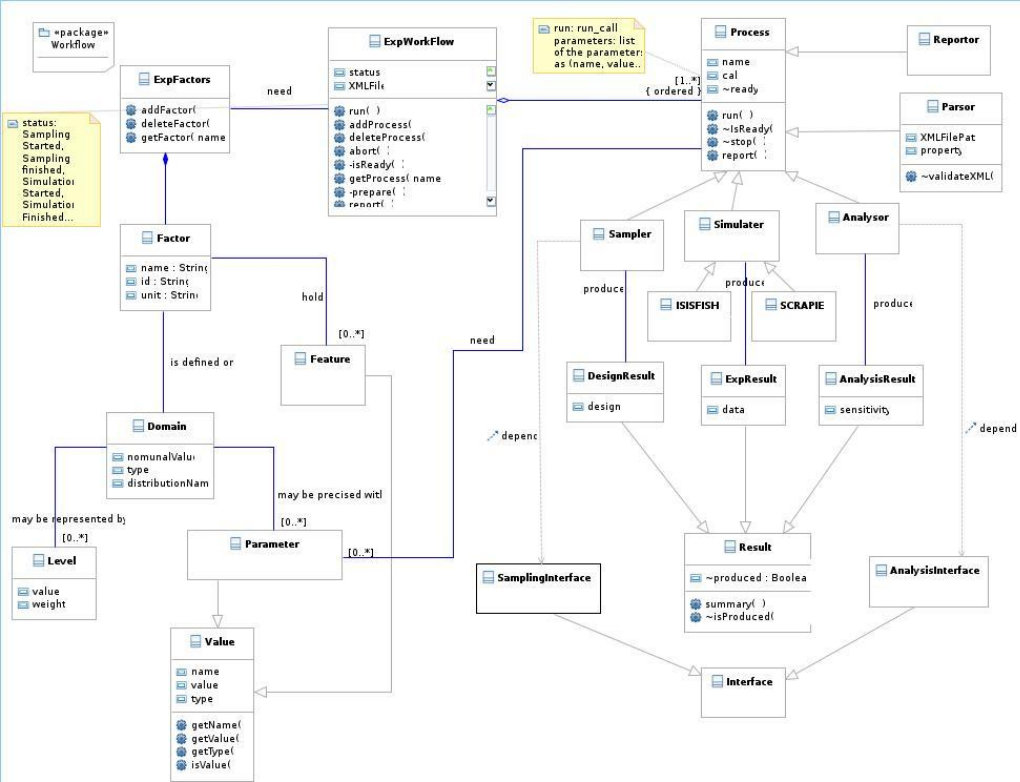 «package»
Workflow
ExpFactors
addFactor(
deleteFactor(
getFactor( name
need
ExpWorkFlow
status
XMLFile
run( )
addProcess(
deleteProcess(
abort( )
-isReady( )
getProcess( name
-prepare( )
report( )
run: run_call
parameters: list
of the parameters
as (name, value..
[1..*]
{ ordered }
Process
name
cal
~ready
run( )
~IsReady(
~stop( )
report( )
Reportor
Parsor
XMLFilePat
property
~validateXML(
status:
Sampling
Started,
Sampling
finished,
Simulation
Started,
Simulation
Finished...
Factor
name : String
id : String
unit : String
hold
[0..*]
Feature
Sampler
Simulater
Analysor
produce
produce
produce
ISISFISH
SCRAPIE
need
is defined or
DesignResult
design
ExpResult
data
AnalysisResult
sensitivity
Domain
nomunalValu
type
distributionNam
depend
depend
may be precised witl
[0..*]
may be represented by
[0..*]
Parameter
[0..*]
Level
value
weight
SamplingInterface
Result
~produced : Boolea
summary( )
~isProduced(
AnalysisInterface
Value
name
value
type
getName(
getValue(
getType(
isValue(
Interface